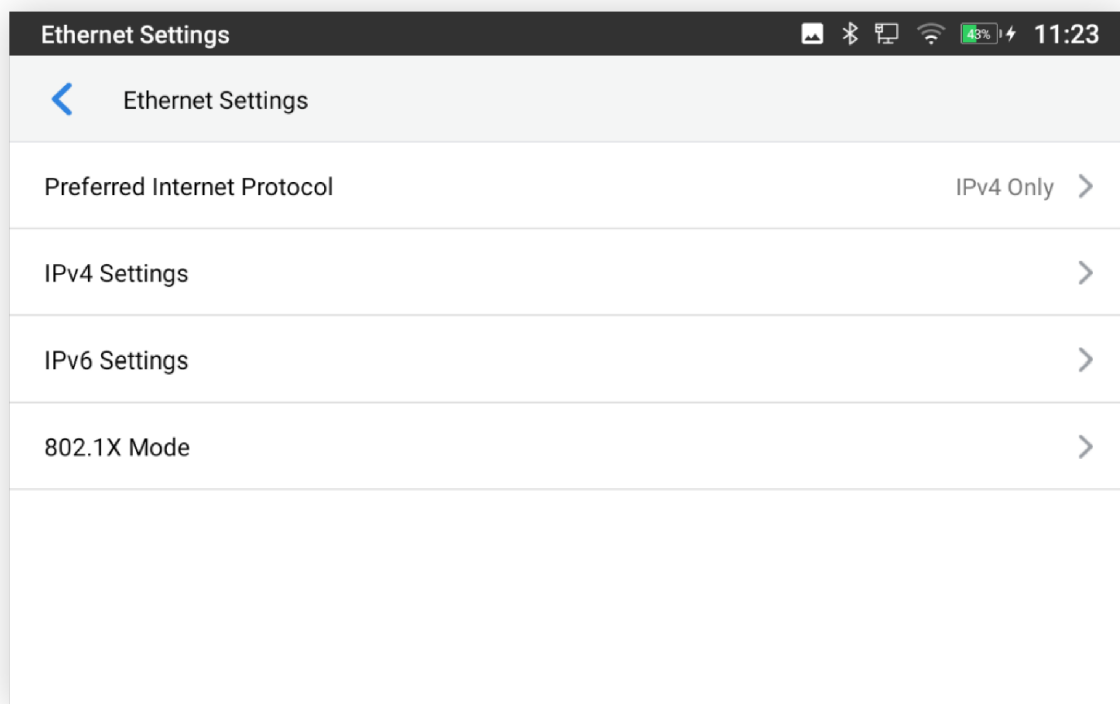 Ethernet Settings 43% 11:23
Ethernet Settings
Preferred Internet Protocol IPv4 Only
IPv4 Settings
IPv6 Settings
802.1X Mode